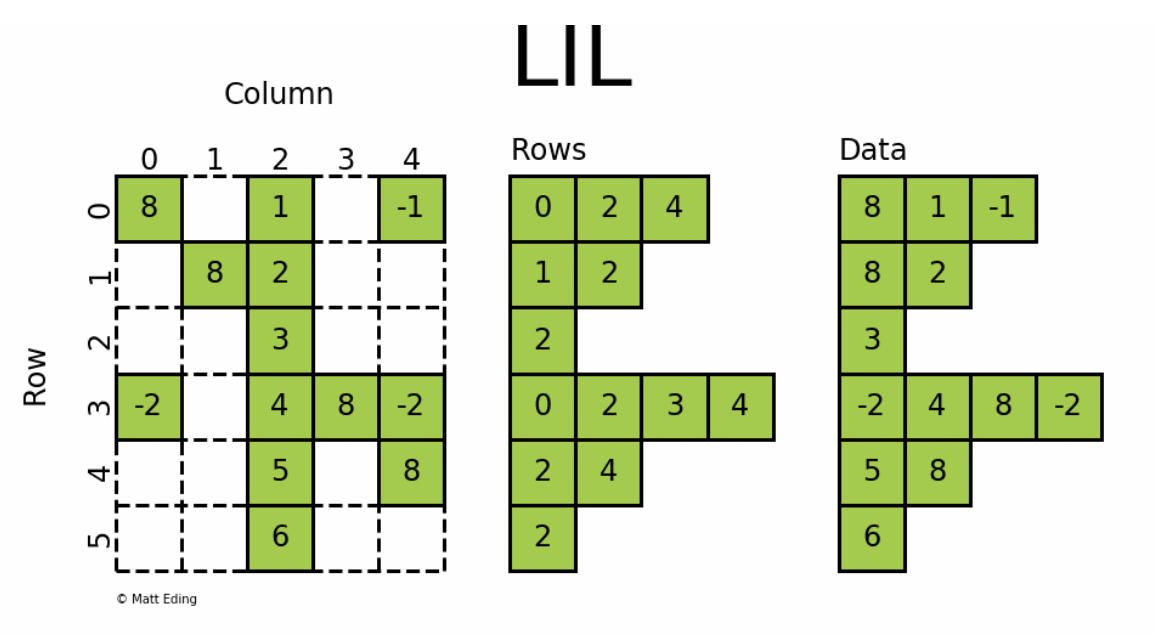 LIL
Column
Rows
Data
0 1 2 3 4
0 8 1 -1 0 2 4 8 1 -1
1 8 2 1 2 8 2
2 3 2 3
Row
3 -2 4 8 -2 0 2 3 4 -2 4 8 -2
4 5 8 2 4 5 8
5 6 2 6
© Matt Eding